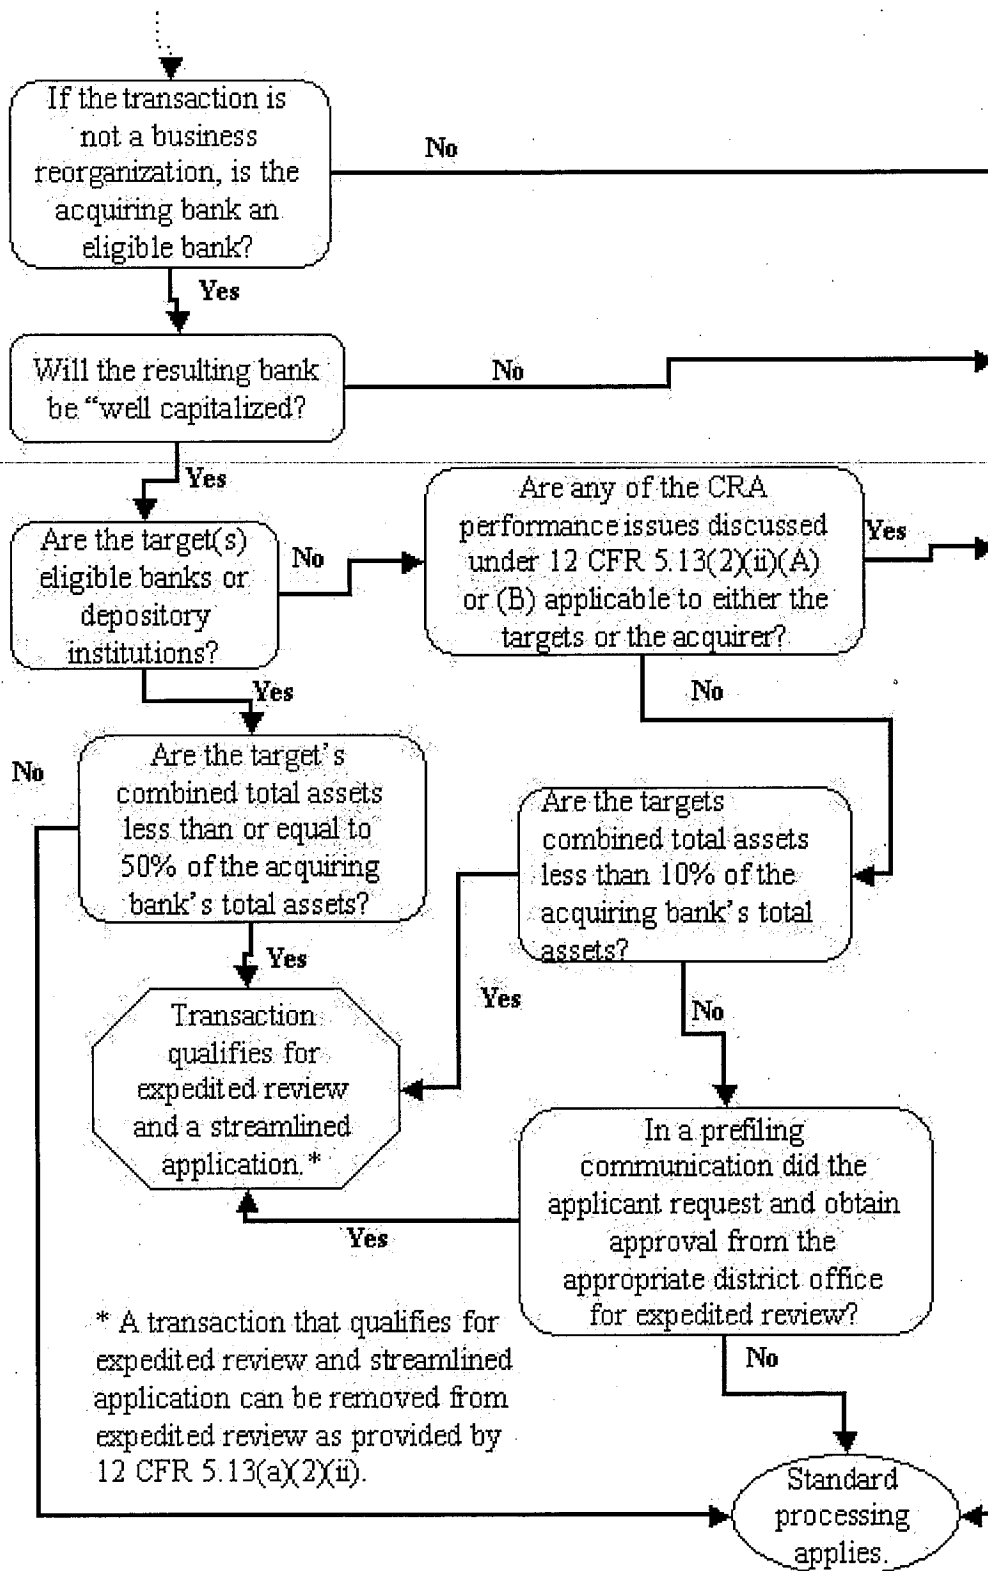 If the transaction is
not a business
reorganization, is the
acquiring bank an
eligible bank?
No
Yes
Will the resulting bank
be “well capitalized?
No
Yes
Are the target(s)
eligible banks or
depository
institutions?
No
Are any of the CRA
performance issues discussed
under 12 CFR 5.13(2)(ii)(A)
or (B) applicable to either the
targets or the acquirer?
Yes
Yes
No
No
Are the target’s
combined total assets
less than or equal to
50% of the acquiring
bank’s total assets?
Are the targets
combined total assets
less than 10% of the
acquiring bank’s total
assets?
Yes
Yes
No
Transaction
qualifies for
expedited review
and a streamlined
application.*
In a prefiling
communication did the
applicant request and obtain
approval from the
appropriate district office
for expedited review?
Yes
No
* A transaction that qualifies for
expedited review and streamlined
application can be removed from
expedited review as provided by
12 CFR 5.13(a)(2)(ii).
Standard
processing
applies.